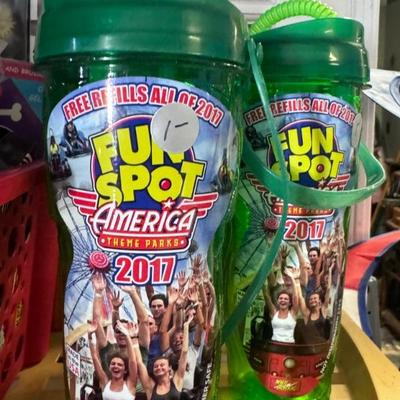 FREE REFILLS ALL OF 2017
1-
FUN
SPOT
AMERICA
THEME PARKS
2017
FREE REFILLS ALL OF 2017
FUN
SPOT
AMERICA
THEME PARKS
2017